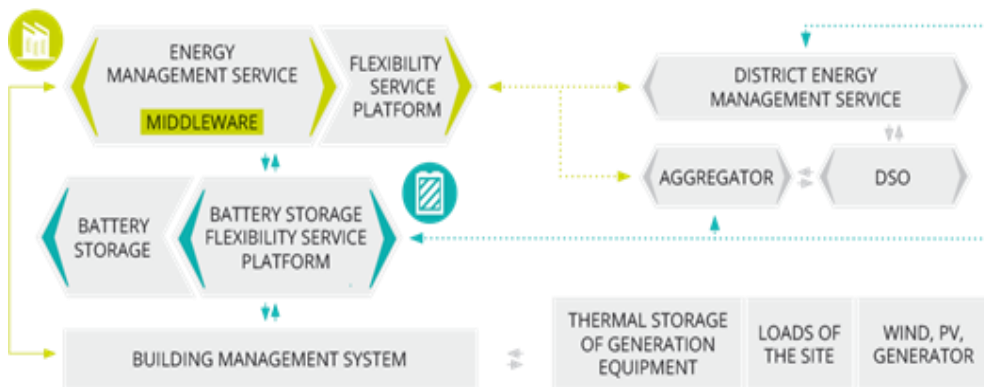 ENERGY
MANAGEMENT SERVICE
MIDDLEWARE
FLEXIBILITY
SERVICE
PLATFORM
DISTRICT ENERGY
MANAGEMENT SERVICE
AGGREGATOR
DSO
BATTERY
STORAGE
BATTERY STORAGE
FLEXIBILITY SERVICE
PLATFORM
BUILDING MANAGEMENT SYSTEM
THERMAL STORAGE
OF GENERATION
EQUIPMENT
LOADS OF
THE SITE
WIND, PV,
GENERATOR